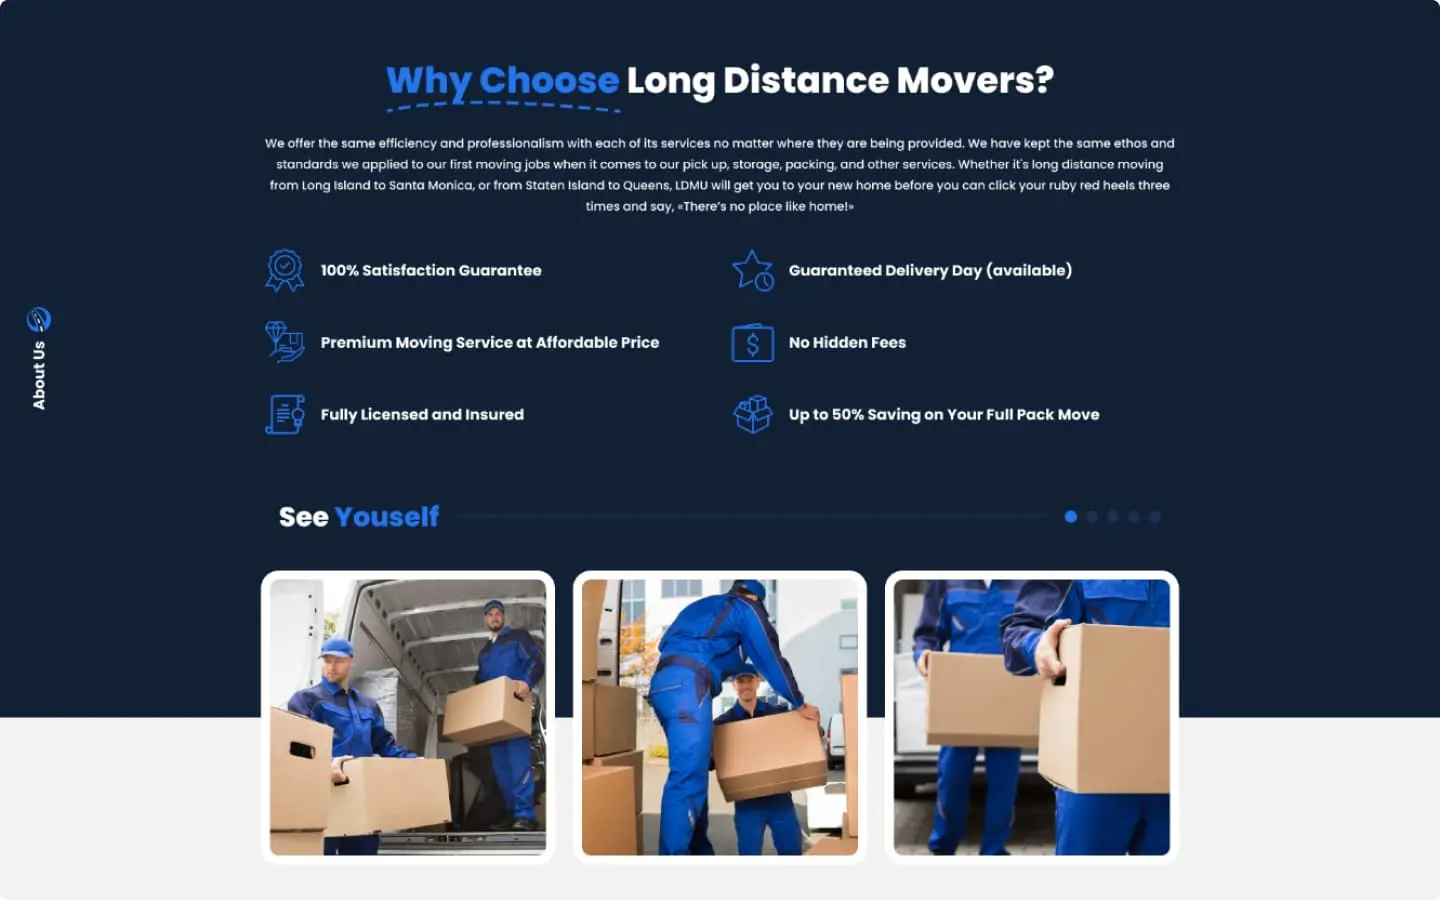 Why Choose Long Distance Movers?
We offer the same efficiency and professionalism with each of its services no matter where they are being provided. We have kept the same ethos and
standards we applied to our first moving jobs when it comes to our pick up, storage, packing, and other services. Whether it's long distance moving
from Long Island to Santa Monica, or from Staten Island to Queens, LDMU will get you to your new home before you can click your ruby red heels three
times and say, «There's no place like home!»
100% Satisfaction Guarantee
Guaranteed Delivery Day (available)
Premium Moving Service at Affordable Price
No Hidden Fees
Fully Licensed and Insured
Up to 50% Saving on Your Full Pack Move
About Us
See Youself